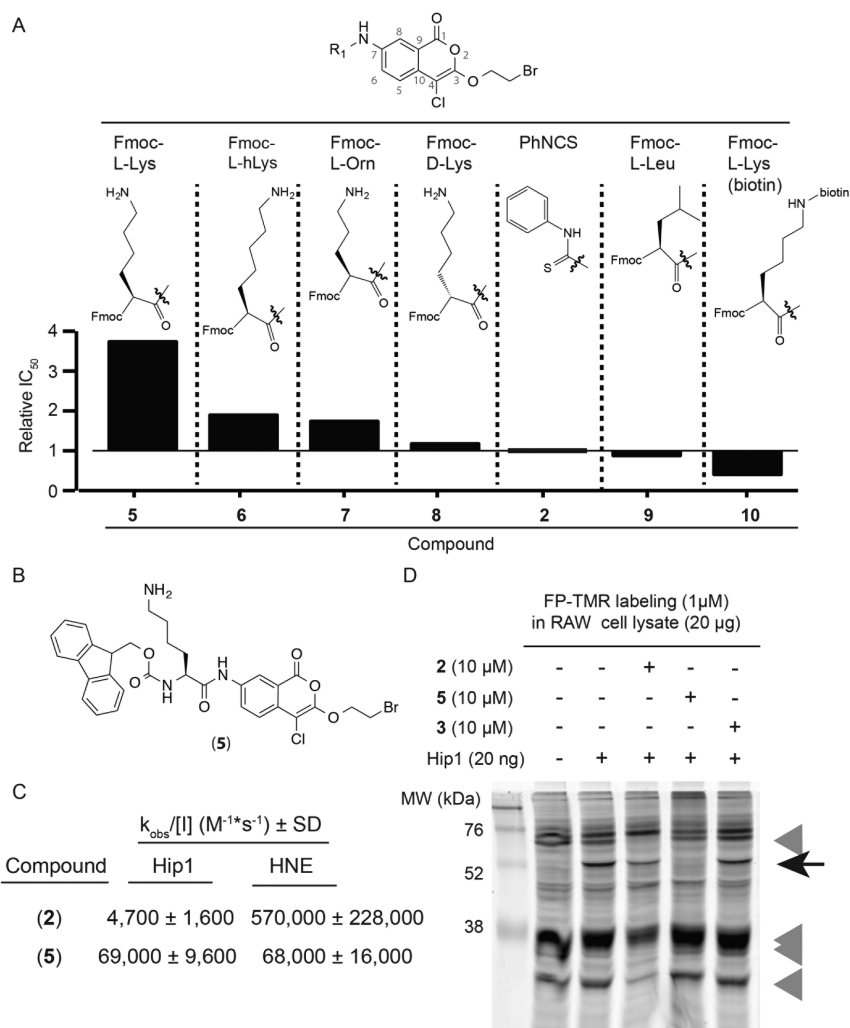 A
O
R₁
H
N
8
9
1
O
2
7
6
10
5
4
3
Cl
O
Br
Fmoc-
L-Lys
Fmoc-
L-hLys
Fmoc-
L-Orn
Fmoc-
D-Lys
PhNCS
Fmoc-
L-Leu
Fmoc-
L-Lys
(biotin)
H₂N
NH₂
NH₂
H₂N
NH
S
HN
biotin
Fmoc
O
Fmoc
O
Fmoc
O
Fmoc
O
Fmoc
O
Fmoc
O
Relative IC₅₀
4
3
2
1
0
5 6 7 8 2 9 10
Compound
B
NH₂
O
O
N
H
O
H
N
O
O
O
Cl
Br
(5)
C
k_obs/[I] (M⁻¹*s⁻¹) ± SD
Compound Hip1 HNE
(2) 4,700 ± 1,600 570,000 ± 228,000
(5) 69,000 ± 9,600 68,000 ± 16,000
D
FP-TMR labeling (1µM)
in RAW cell lysate (20 µg)
2 (10 µM) - - + - -
5 (10 µM) - - - + -
3 (10 µM) - - - - +
Hip1 (20 ng) - + + + +
MW (kDa)
76
52
38